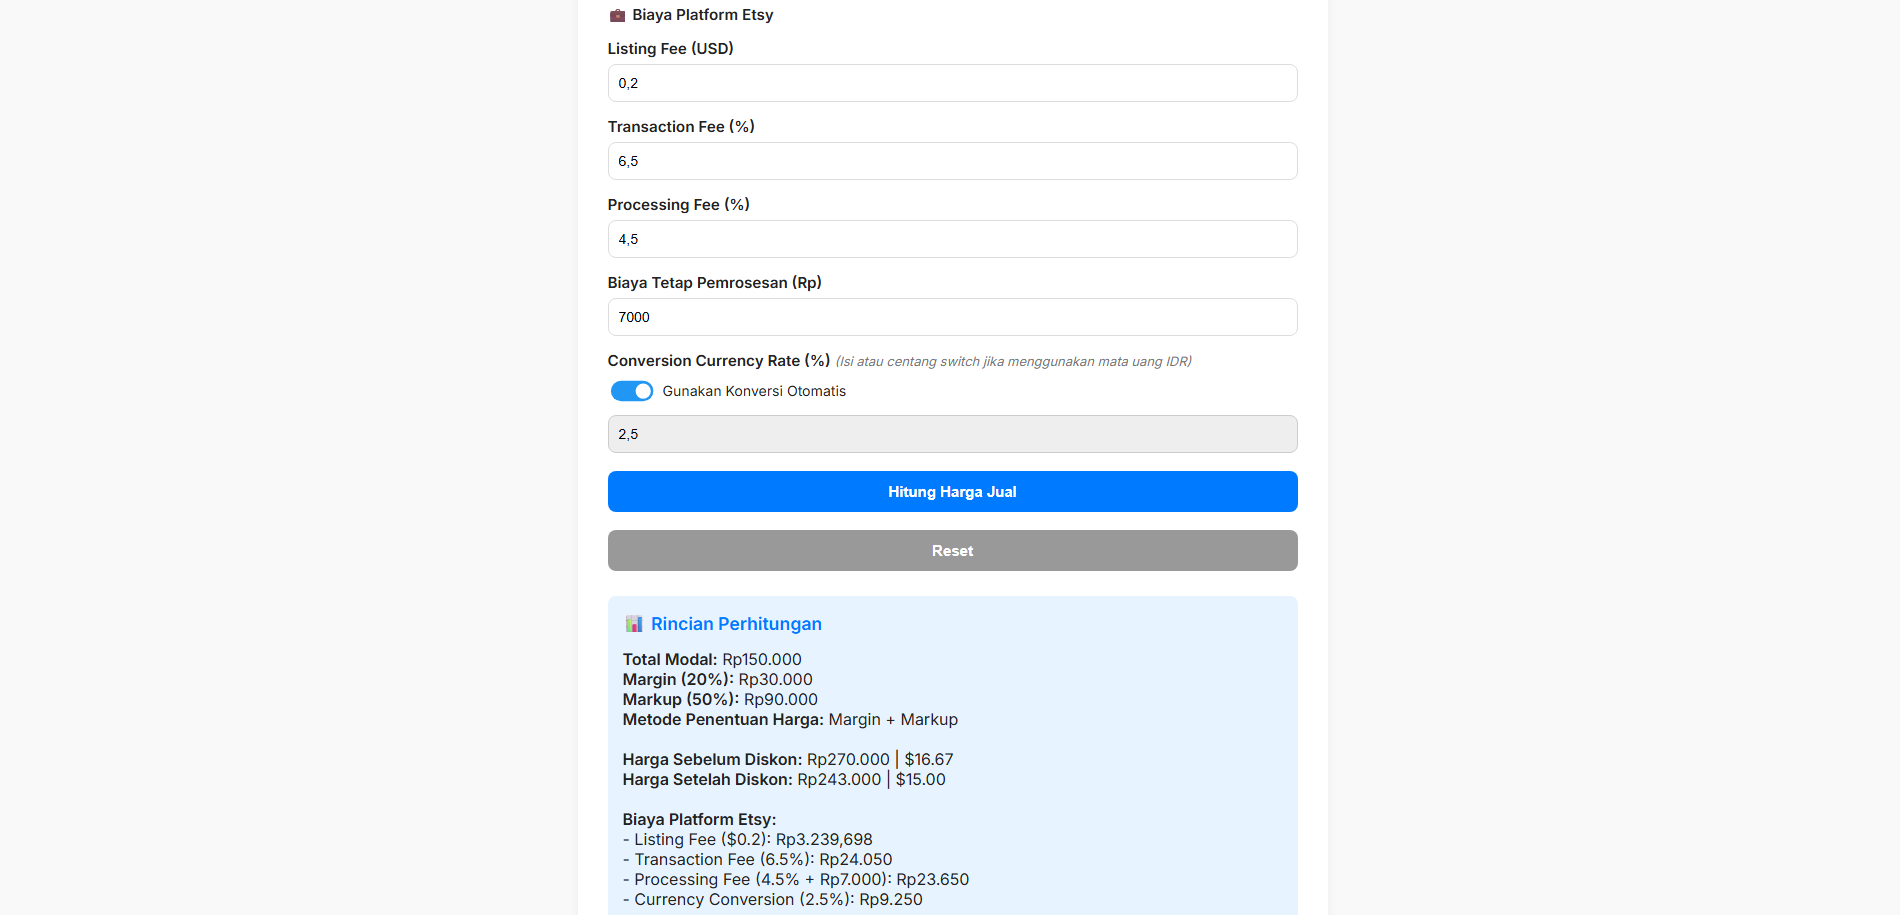 Biaya Platform Etsy
Listing Fee (USD)
0,2
Transaction Fee (%)
6,5
Processing Fee (%)
4,5
Biaya Tetap Pemrosesan (Rp)
7000
Conversion Currency Rate (%) (Isi atau centang switch jika menggunakan mata uang IDR)
Gunakan Konversi Otomatis
2,5
Hitung Harga Jual
Reset
Rincian Perhitungan
Total Modal: Rp150.000
Margin (20%): Rp30.000
Markup (50%): Rp90.000
Metode Penentuan Harga: Margin + Markup
Harga Sebelum Diskon: Rp270.000 | $16.67
Harga Setelah Diskon: Rp243.000 | $15.00
Biaya Platform Etsy:
- Listing Fee ($0.2): Rp3.239,698
- Transaction Fee (6.5%): Rp24.050
- Processing Fee (4.5% + Rp7.000): Rp23.650
- Currency Conversion (2.5%): Rp9.250